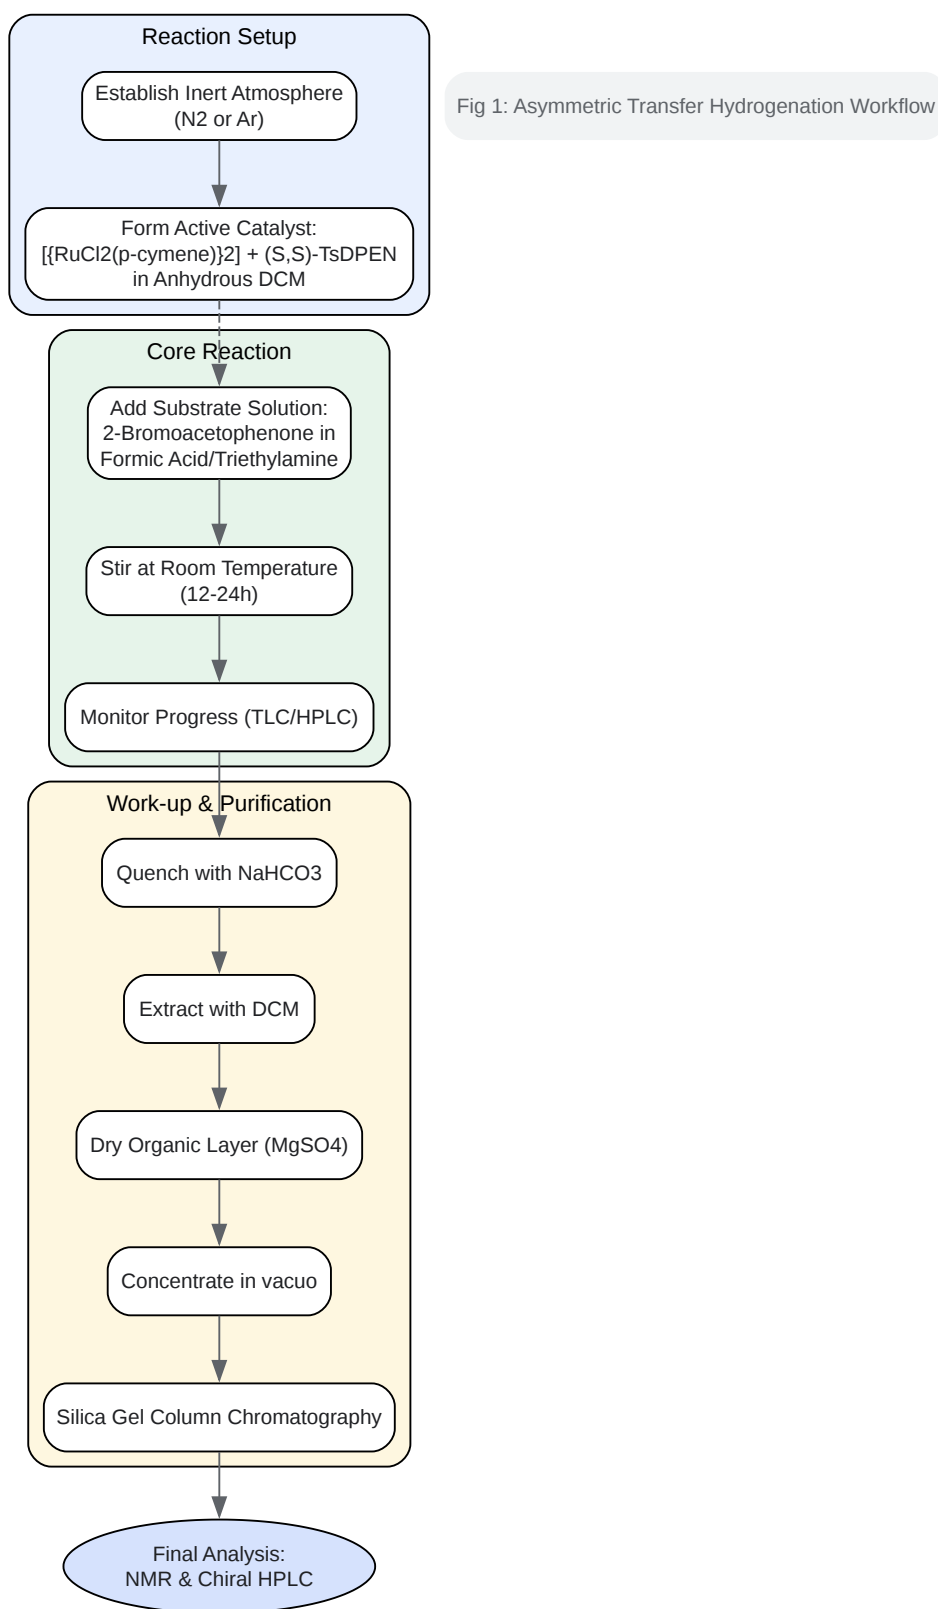 Reaction Setup
Establish Inert Atmosphere
(N2 or Ar)
Fig 1: Asymmetric Transfer Hydrogenation Workflow
Form Active Catalyst:
[{RuCl2(p-cymene)}2] + (S,S)-TsDPEN
in Anhydrous DCM
Core Reaction
Add Substrate Solution:
2-Bromoacetophenone in
Formic Acid/Triethylamine
Stir at Room Temperature
(12-24h)
Monitor Progress (TLC/HPLC)
Work-up & Purification
Quench with NaHCO3
Extract with DCM
Dry Organic Layer (MgSO4)
Concentrate in vacuo
Silica Gel Column Chromatography
Final Analysis:
NMR & Chiral HPLC